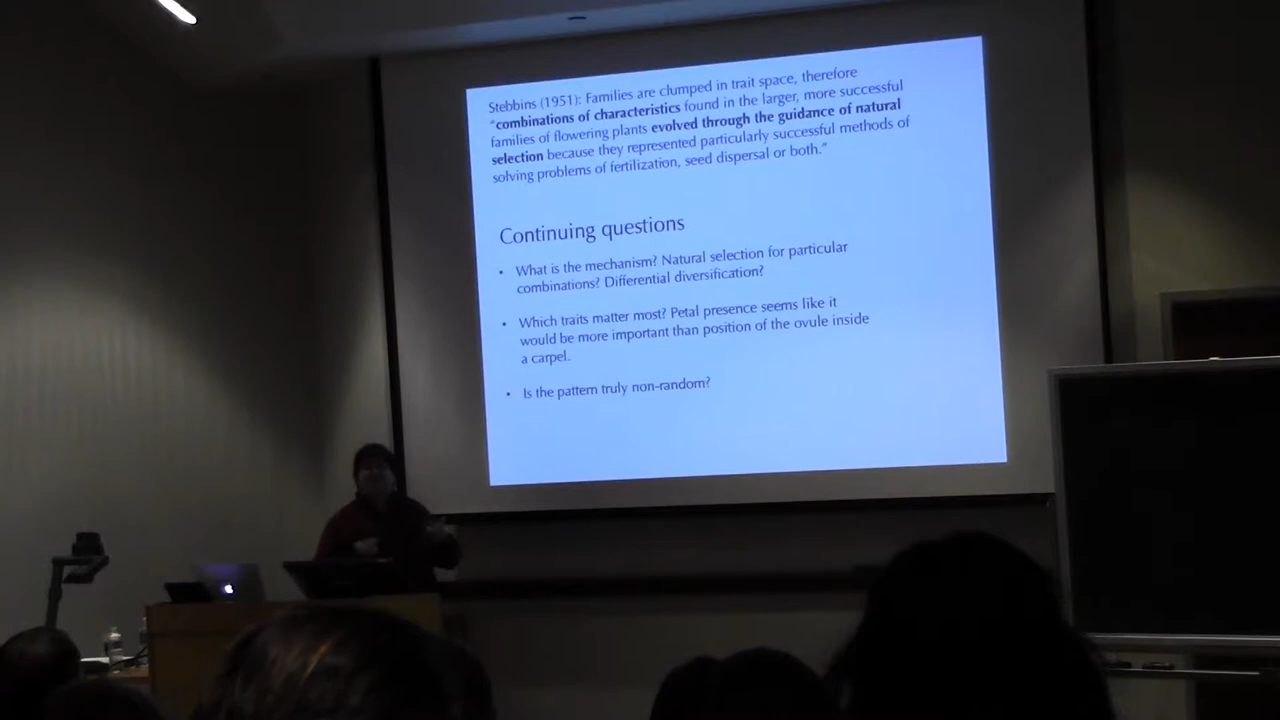 Stebbins (1951): Families are clumped in trait space, therefore
"combinations of characteristics found in the larger, more successful
families of flowering plants evolved through the guidance of natural
selection because they represented particularly successful methods of
solving problems of fertilization, seed dispersal or both."
Continuing questions
• What is the mechanism? Natural selection for particular
combinations? Differential diversification?
• Which traits matter most? Petal presence seems like it
would be more important than position of the ovule inside
a carpel.
• Is the pattern truly non-random?